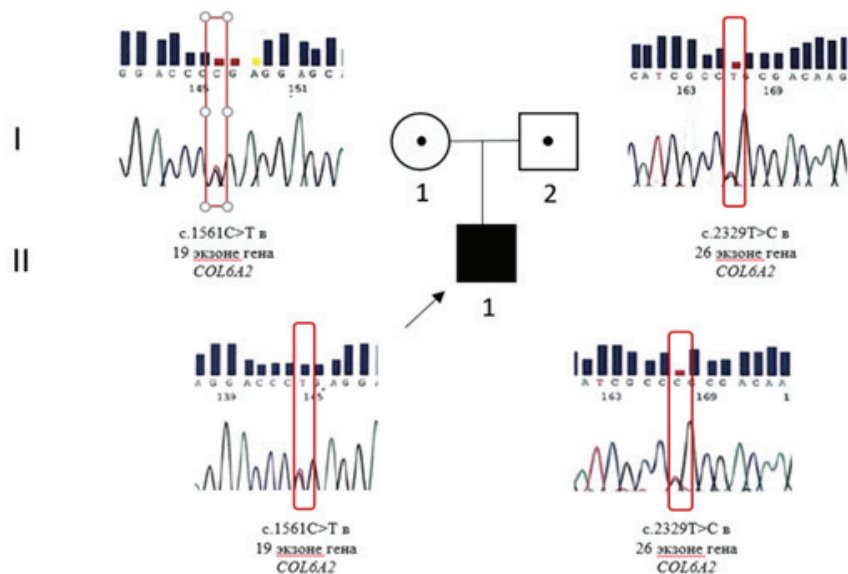 G G A C C C C G A G G A G C
145 151
C A T C G C C T G C G A C A A G
163 169
I
1 2
c.1561C>T в
19 экзоне гена
COL6A2
c.2329T>C в
26 экзоне гена
COL6A2
II
1
A G G A C C C T G A G G
139 145
A T C G C C C G C G A C A A
163 169 1
c.1561C>T в
19 экзоне гена
COL6A2
c.2329T>C в
26 экзоне гена
COL6A2